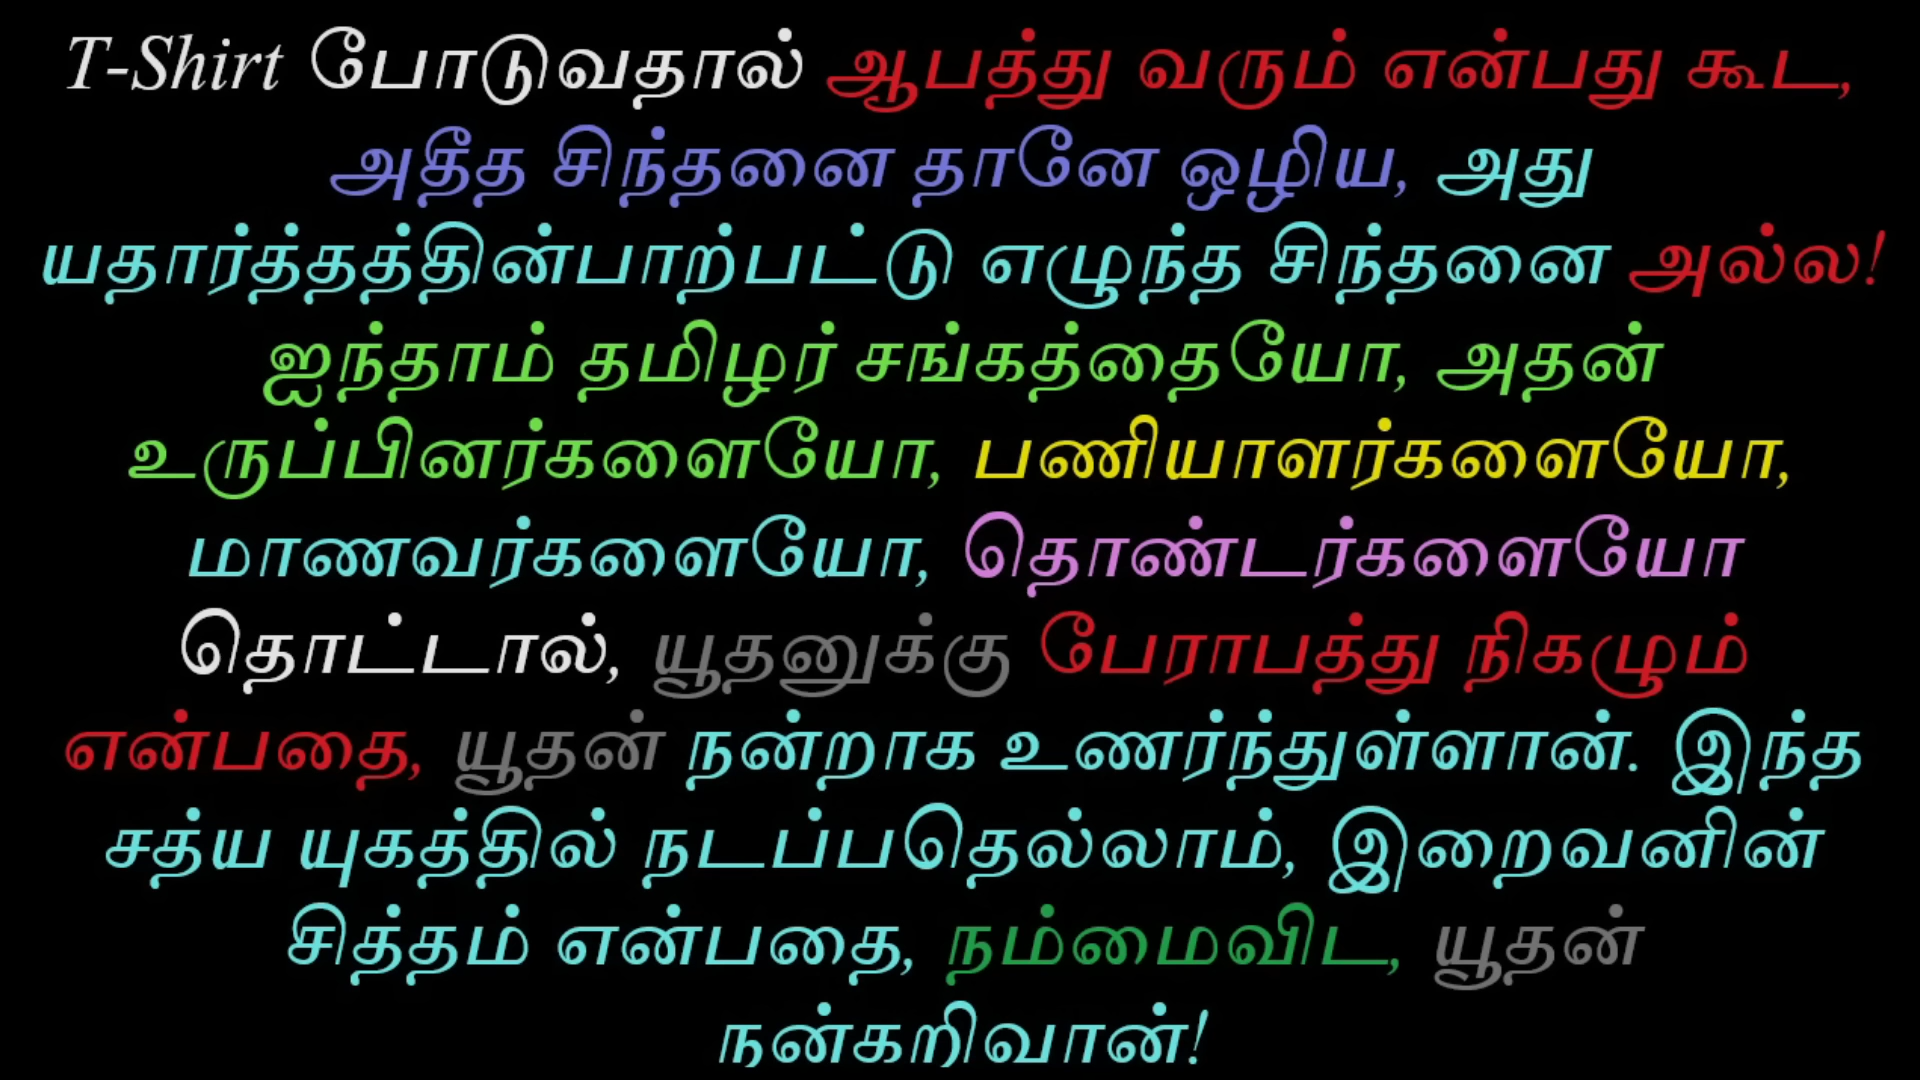 T-Shirt போடுவதால் ஆபத்து வரும் என்பது கூட,
அதீத சிந்தனை தானே ஒழிய, அது
யதார்த்தத்தின்பாற்பட்டு எழுந்த சிந்தனை அல்ல!
ஐந்தாம் தமிழர் சங்கத்தையோ, அதன்
உருப்பினர்களையோ, பணியாளர்களையோ,
மாணவர்களையோ, தொண்டர்களையோ
தொட்டால், யூதனுக்கு பேராபத்து நிகழும்
என்பதை, யூதன் நன்றாக உணர்ந்துள்ளான். இந்த
சத்ய யுகத்தில் நடப்பதெல்லாம், இறைவனின்
சித்தம் என்பதை, நம்மைவிட, யூதன்
நன்கறிவான்!